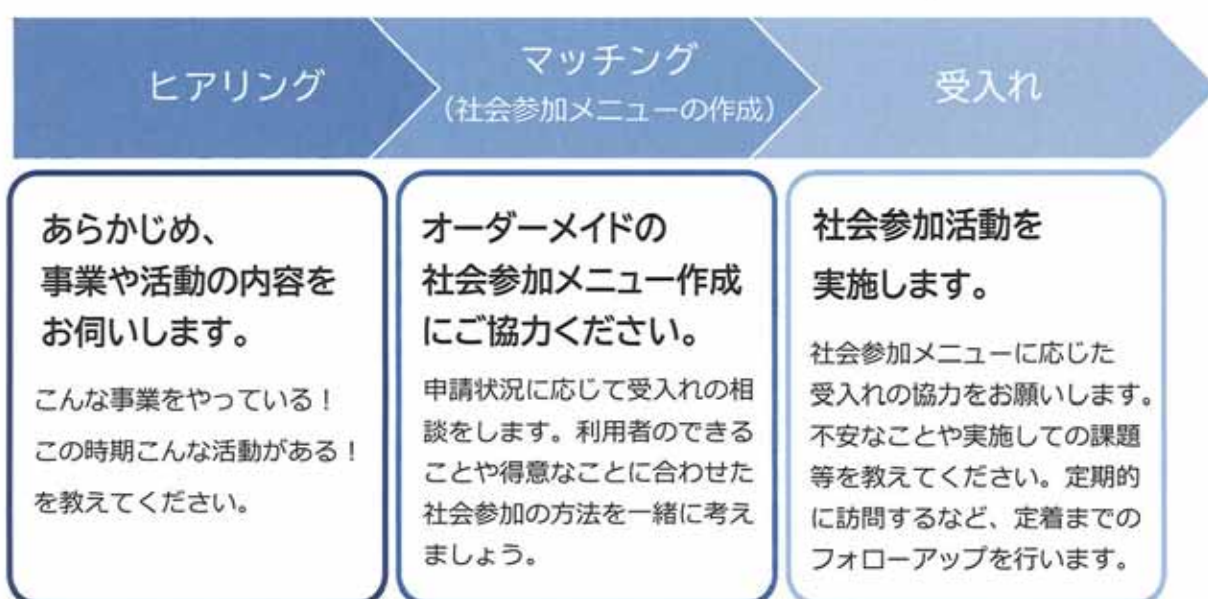 ヒアリング
マッチング
(社会参加メニューの作成)
受入れ
あらかじめ、
事業や活動の内容を
お伺いします。
こんな事業をやっている！
この時期こんな活動がある！
を教えてください。
オーダーメイドの
社会参加メニュー作成
にご協力ください。
申請状況に応じて受入れの相
談をします。利用者のできる
ことや得意なことに合わせた
社会参加の方法を一緒に考え
ましょう。
社会参加活動を
実施します。
社会参加メニューに応じた
受入れの協力をお願いします。
不安なことや実施しての課題
等を教えてください。定期的
に訪問するなど、定着までの
フォローアップを行います。